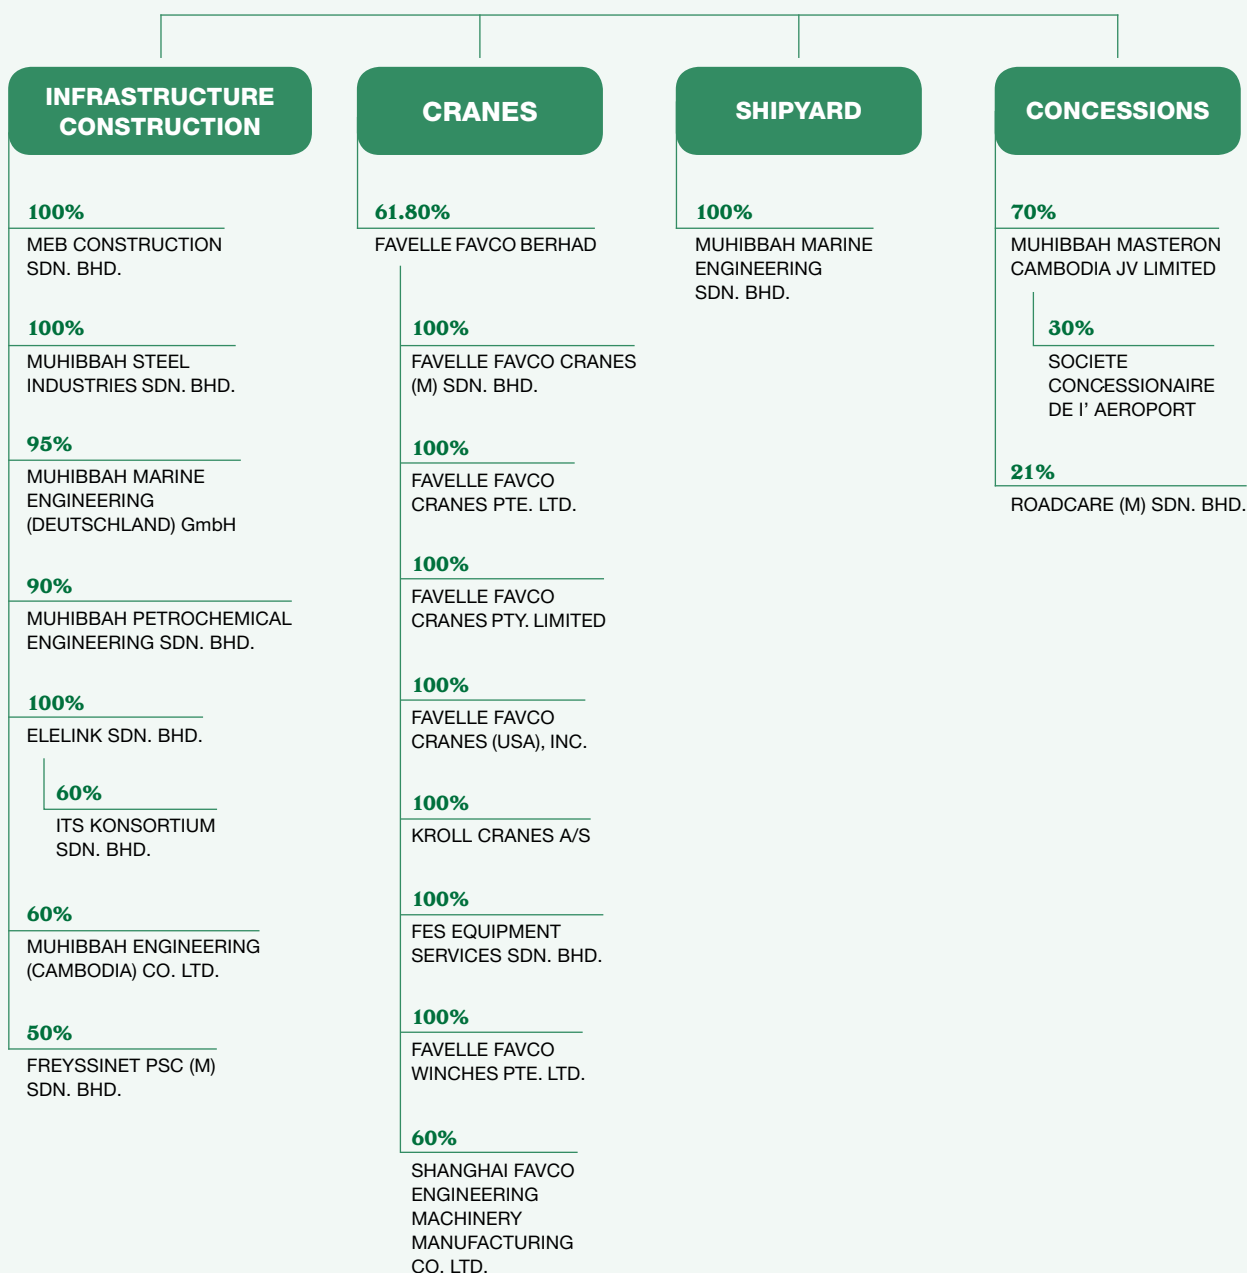 INFRASTRUCTURE
CONSTRUCTION
100%
MEB CONSTRUCTION
SDN. BHD.
100%
MUHIBBAH STEEL
INDUSTRIES SDN. BHD.
95%
MUHIBBAH MARINE
ENGINEERING
(DEUTSCHLAND) GmbH
90%
MUHIBBAH PETROCHEMICAL
ENGINEERING SDN. BHD.
100%
ELELINK SDN. BHD.
60%
ITS KONSORTIUM
SDN. BHD.
60%
MUHIBBAH ENGINEERING
(CAMBODIA) CO. LTD.
50%
FREYSSINET PSC (M)
SDN. BHD.
CRANES
61.80%
FAVELLE FAVCO BERHAD
100%
FAVELLE FAVCO CRANES
(M) SDN. BHD.
100%
FAVELLE FAVCO
CRANES PTE. LTD.
100%
FAVELLE FAVCO
CRANES PTY. LIMITED
100%
FAVELLE FAVCO
CRANES (USA), INC.
100%
KROLL CRANES A/S
100%
FES EQUIPMENT
SERVICES SDN. BHD.
100%
FAVELLE FAVCO
WINCHES PTE. LTD.
60%
SHANGHAI FAVCO
ENGINEERING
MACHINERY
MANUFACTURING
CO. LTD.
SHIPYARD
100%
MUHIBBAH MARINE
ENGINEERING
SDN. BHD.
CONCESSIONS
70%
MUHIBBAH MASTERON
CAMBODIA JV LIMITED
30%
SOCIETE
CONCESSIONAIRE
DE I' AEROPORT
21%
ROADCARE (M) SDN. BHD.